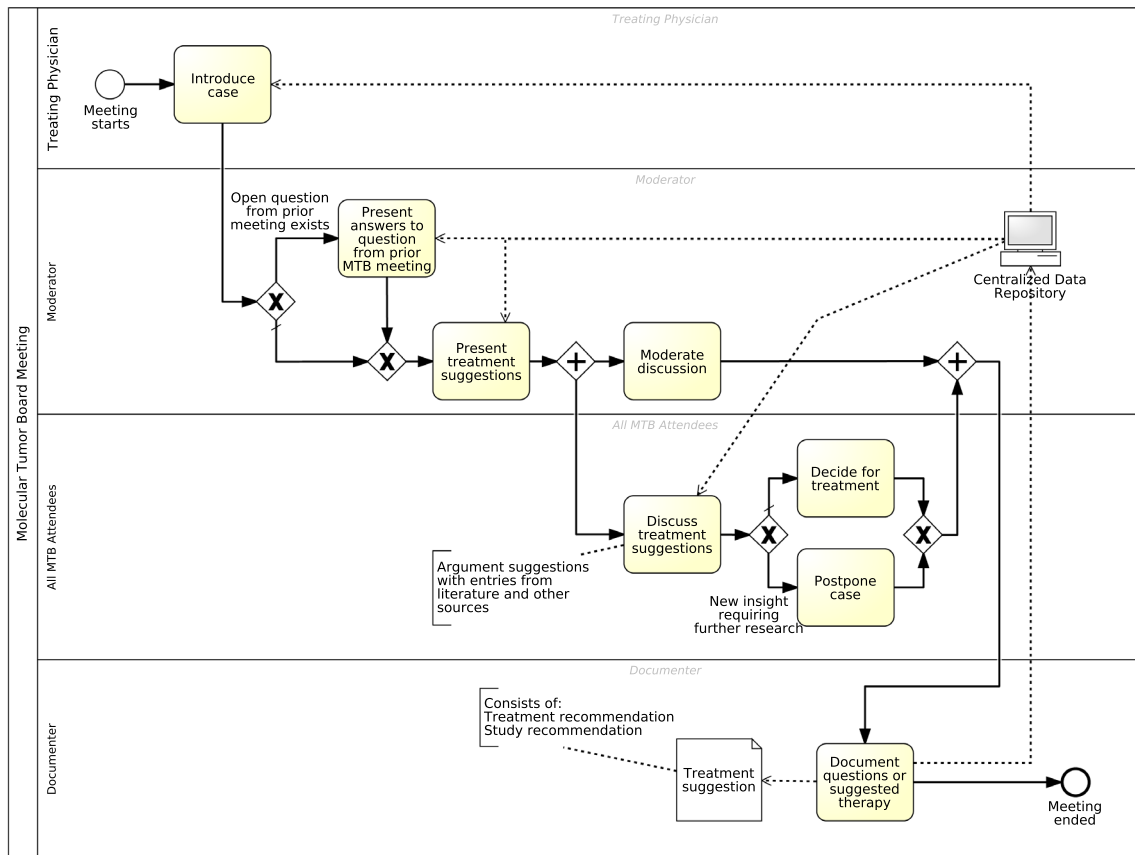 Molecular Tumor Board Meeting
Treating Physician
Treating Physician
Meeting
starts
Introduce
case
Moderator
Moderator
Open question
from prior
meeting exists
Present
answers to
question
from prior
MTB meeting
Centralized Data
Repository
X
X
Present
treatment
suggestions
Moderate
discussion
All MTB Attendees
All MTB Attendees
Decide for
treatment
Discuss
treatment
suggestions
X
X
Argument suggestions
with entries from
literature and other
sources
Postpone
case
New insight
requiring
further research
Documenter
Documenter
Consists of:
Treatment recommendation
Study recommendation
Treatment
suggestion
Document
questions or
suggested
therapy
Meeting
ended